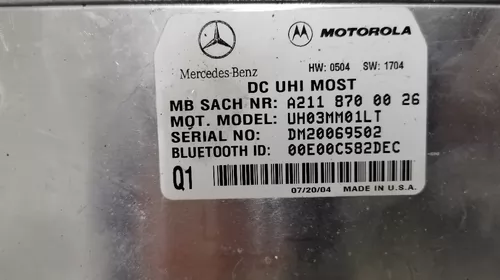 Mercedes-Benz
MOTOROLA
HW: 0504 SW: 1704
DC UHI MOST
MB SACH NR: A211 870 00 26
MOT. MODEL: UH03MM01LT
SERIAL NO: DM20069502
BLUETOOTH ID: 00E00C582DEC
Q1
07/20/04 MADE IN U.S.A.